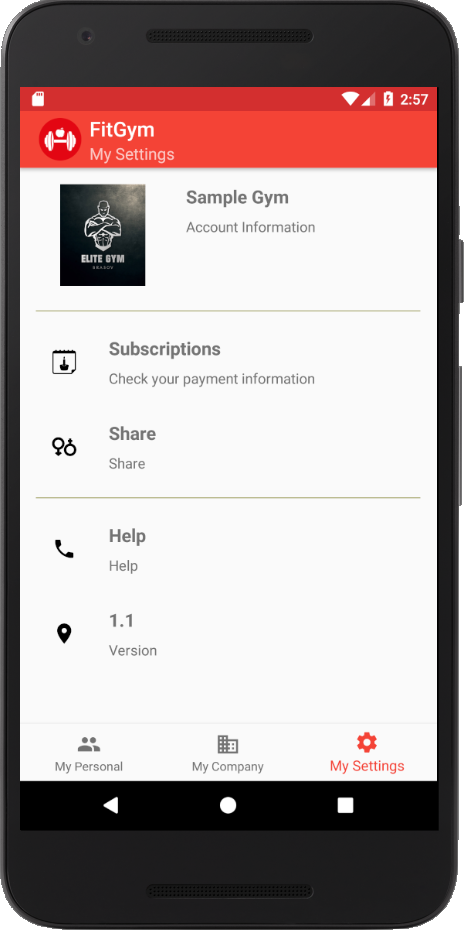 2:57
FitGym
My Settings
Sample Gym
Account Information
ELITE GYM
Subscriptions
Check your payment information
Share
Share
Help
Help
1.1
Version
My Personal
My Company
My Settings